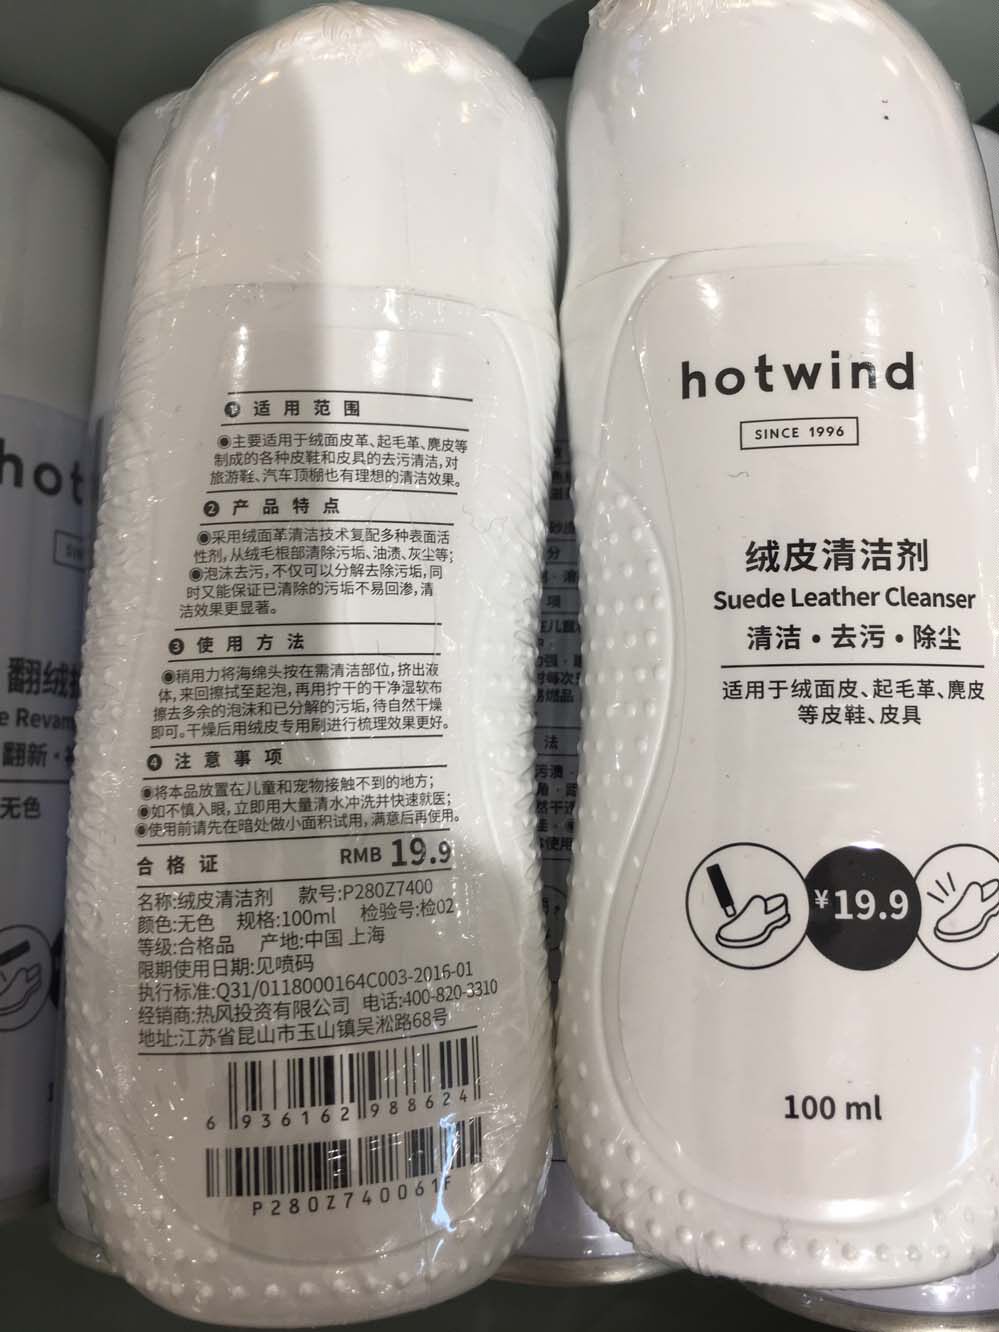 ❶ 适用范围
◉主要适用于绒面皮革、起毛革、麂皮等
制成的各种皮鞋和皮具的去污清洁,对
旅游鞋、汽车顶棚也有理想的清洁效果。
❷ 产品特点
◉采用绒面革清洁技术复配多种表面活
性剂,从绒毛根部清除污垢、油渍、灰尘等;
◉泡沫去污,不仅可以分解去除污垢,同
时又能保证已清除的污垢不易回渗,清
洁效果更显著。
❸ 使用方法
◉稍用力将海绵头按在需清洁部位,挤出液
体,来回擦拭至起泡,再用拧干的干净湿软布
擦去多余的泡沫和已分解的污垢,待自然干燥
即可。干燥后用绒皮专用刷进行梳理效果更好。
❹ 注意事项
◉将本品放置在儿童和宠物接触不到的地方;
◉如不慎入眼,立即用大量清水冲洗并快速就医;
◉使用前请先在暗处做小面积试用,满意后再使用。
合格证 RMB 19.9
名称:绒皮清洁剂 款号:P280Z7400
颜色:无色 规格:100ml 检验号:检02
等级:合格品 产地:中国 上海
限期使用日期:见喷码
执行标准:Q31/0118000164C003-2016-01
经销商:热风投资有限公司 电话:400-820-3310
地址:江苏省昆山市玉山镇吴淞路68号
6 936162 988624
P280Z740061F
hotwind
SINCE 1996
绒皮清洁剂
Suede Leather Cleanser
清洁·去污·除尘
适用于绒面皮、起毛革、麂皮
等皮鞋、皮具
¥19.9
100 ml
hot
翻绒
e Revam
翻新·
无色